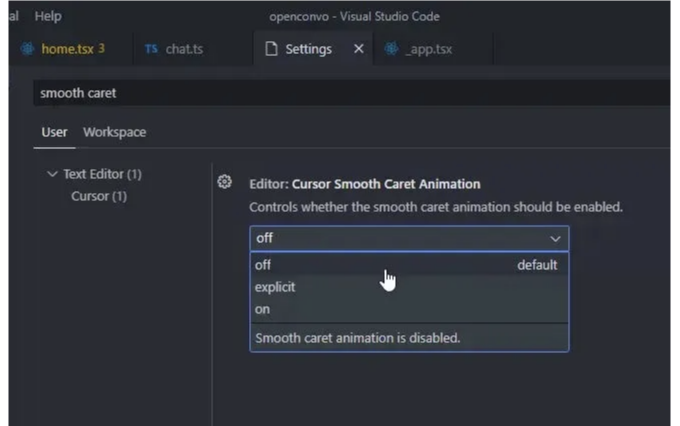 al Help openconvo - Visual Studio Code
home.tsx 3 TS chat.ts Settings _app.tsx
smooth caret
User Workspace
Text Editor (1)
Cursor (1)
Editor: Cursor Smooth Caret Animation
Controls whether the smooth caret animation should be enabled.
off
off default
explicit
on
Smooth caret animation is disabled.